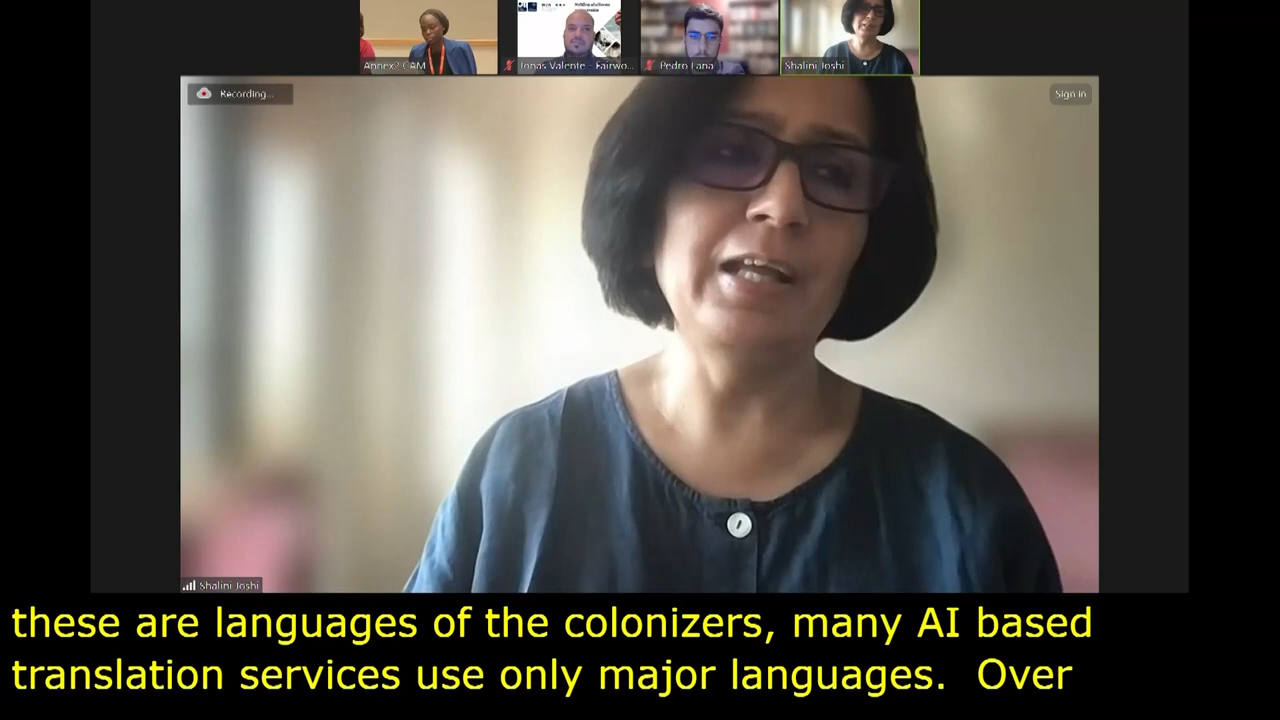 Annex2 CAM
Jonas Valente - Fairwo...
Pedro Lana
Shalini Joshi
Recording...
Sign in
Shalini Joshi
these are languages of the colonizers, many AI based
translation services use only major languages.  Over